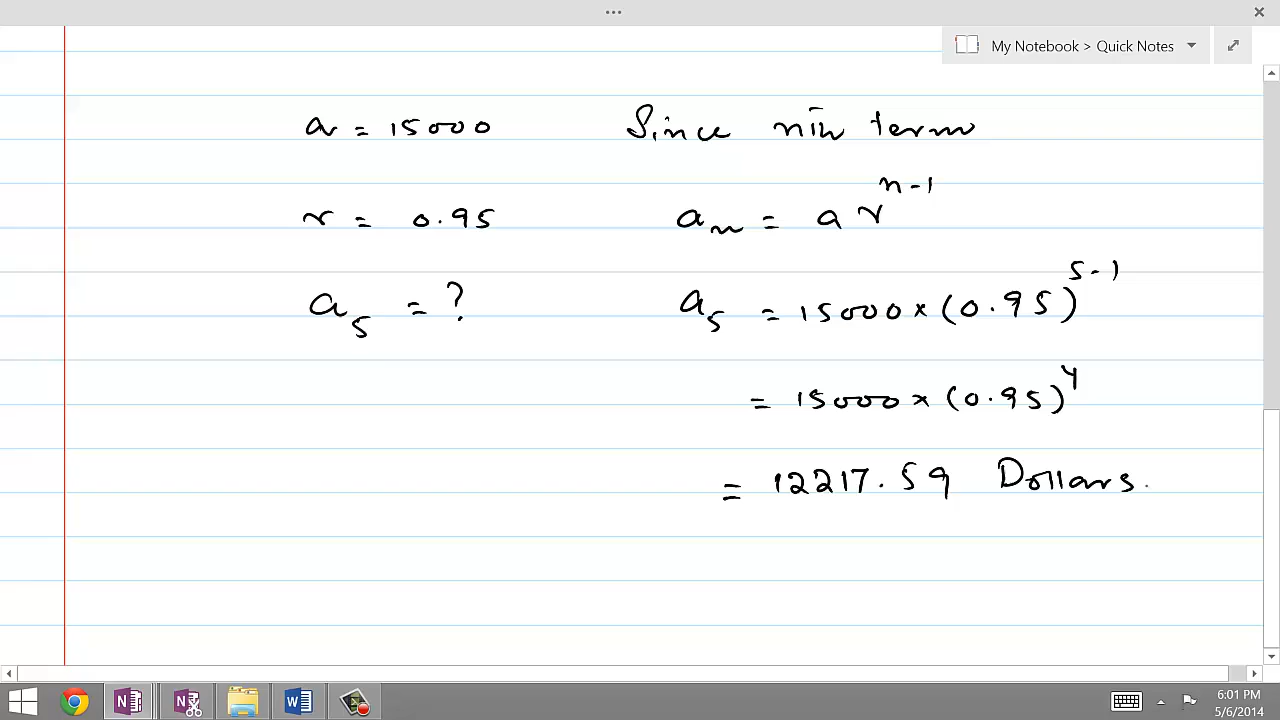 My Notebook > Quick Notes
a = 15000
Since nth term
r = 0.95
aₙ = a rⁿ⁻¹
a₅ = ?
a₅ = 15000 × (0.95)⁵⁻¹
= 15000 × (0.95)⁴
= 12217.59 Dollars.
6:01 PM
5/6/2014